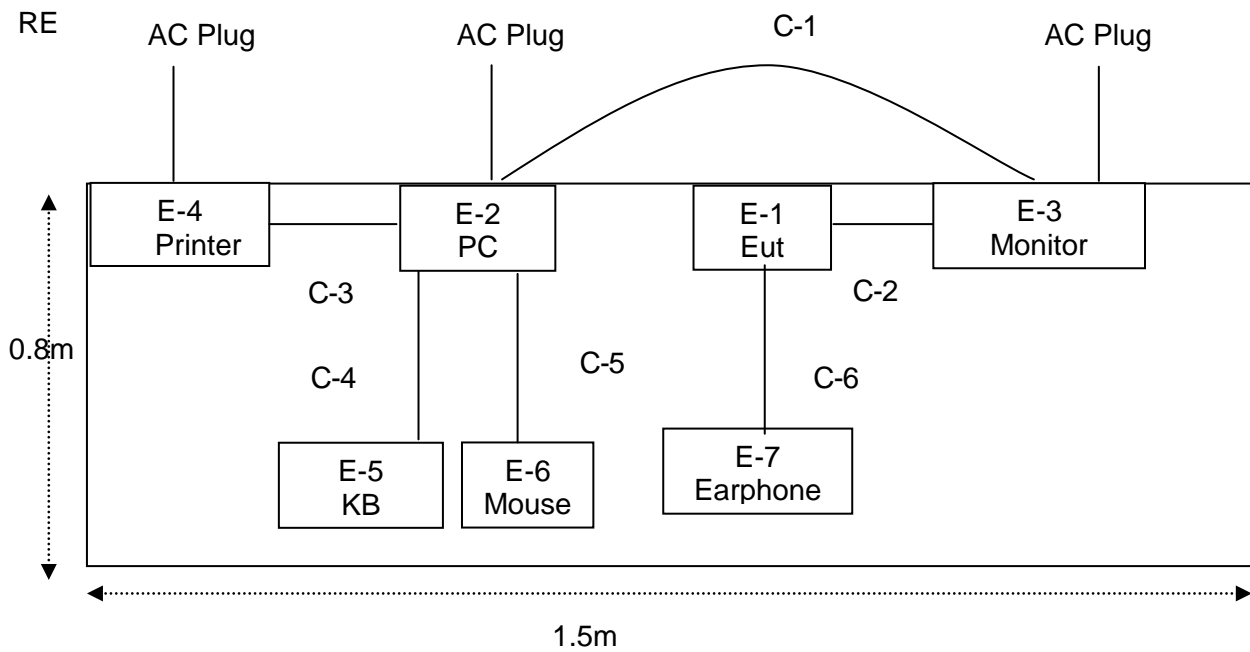 RE
AC Plug
AC Plug
C-1
AC Plug
E-4
Printer
E-2
PC
E-1
Eut
E-3
Monitor
C-3
C-2
0.8m
C-4
C-5
C-6
E-5
KB
E-6
Mouse
E-7
Earphone
1.5m